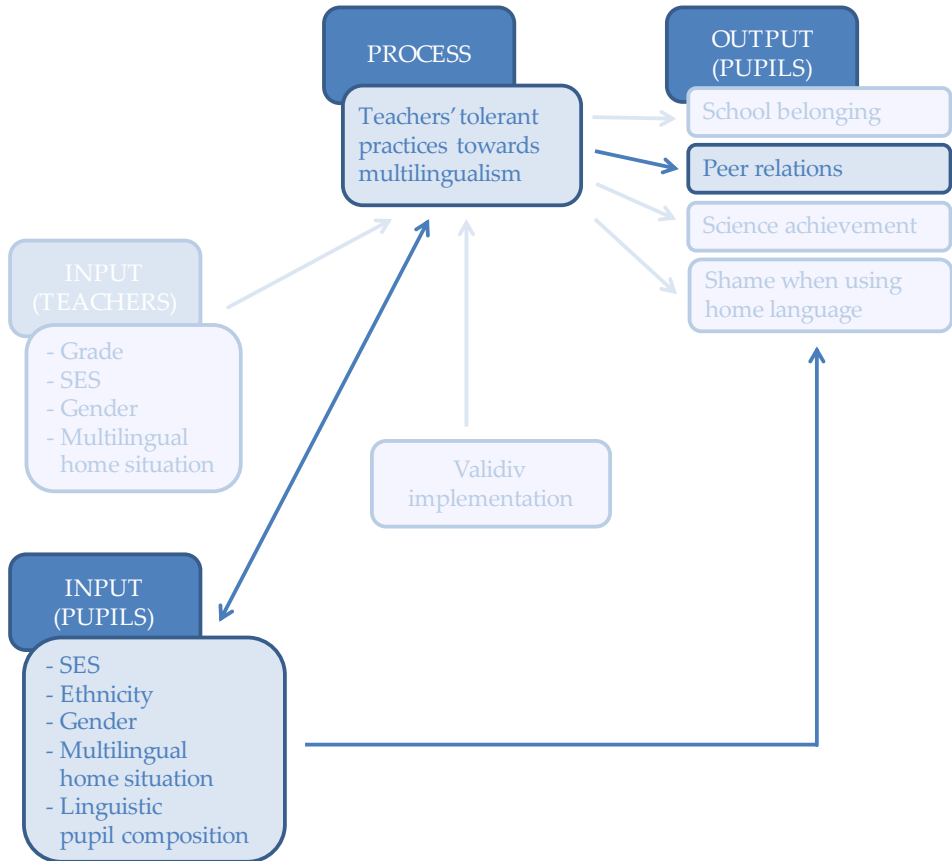 PROCESS
Teachers’ tolerant
practices towards
multilingualism
OUTPUT
(PUPILS)
School belonging
Peer relations
Science achievement
Shame when using
home language
INPUT
(TEACHERS)
- Grade
- SES
- Gender
- Multilingual
home situation
Validiv
implementation
INPUT
(PUPILS)
- SES
- Ethnicity
- Gender
- Multilingual
home situation
- Linguistic
pupil composition